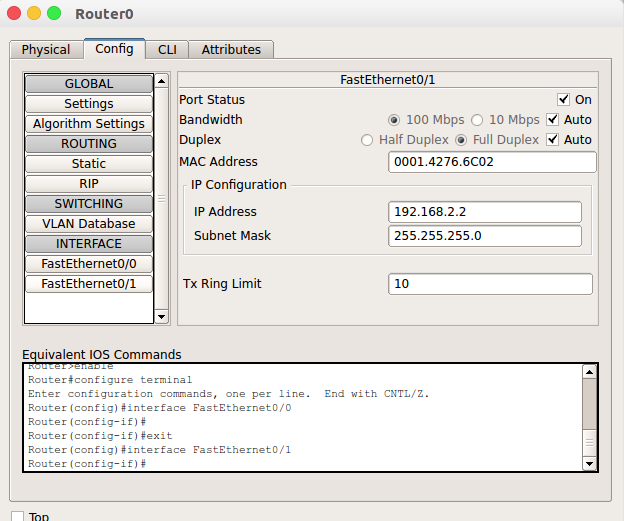 Router0
Physical Config CLI Attributes
GLOBAL
Settings
Algorithm Settings
ROUTING
Static
RIP
SWITCHING
VLAN Database
INTERFACE
FastEthernet0/0
FastEthernet0/1
FastEthernet0/1
Port Status On
Bandwidth 100 Mbps 10 Mbps Auto
Duplex Half Duplex Full Duplex Auto
MAC Address 0001.4276.6C02
IP Configuration
IP Address 192.168.2.2
Subnet Mask 255.255.255.0
Tx Ring Limit 10
Equivalent IOS Commands
Router>enable
Router#configure terminal
Enter configuration commands, one per line. End with CNTL/Z.
Router(config)#interface FastEthernet0/0
Router(config-if)#
Router(config-if)#exit
Router(config)#interface FastEthernet0/1
Router(config-if)#
Top